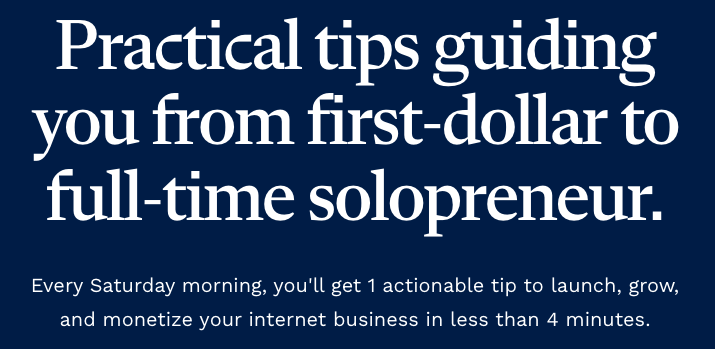 Practical tips guiding
you from first-dollar to
full-time solopreneur.
Every Saturday morning, you'll get 1 actionable tip to launch, grow,
and monetize your internet business in less than 4 minutes.